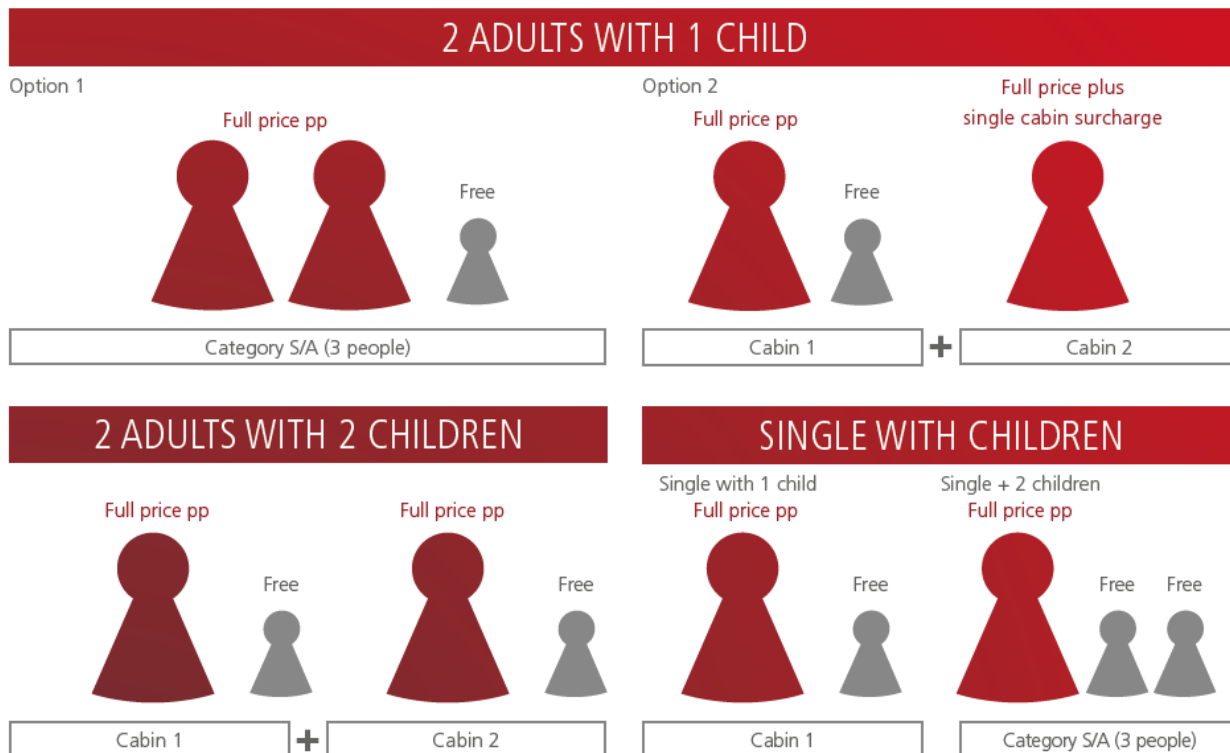 2 ADULTS WITH 1 CHILD
Option 1
Full price pp
Free
Category S/A (3 people)
Option 2
Full price pp
Free
Full price plus
single cabin surcharge
Cabin 1
+
Cabin 2
2 ADULTS WITH 2 CHILDREN
Full price pp
Free
Full price pp
Free
Cabin 1
+
Cabin 2
SINGLE WITH CHILDREN
Single with 1 child
Full price pp
Free
Cabin 1
Single + 2 children
Full price pp
Free
Free
Category S/A (3 people)